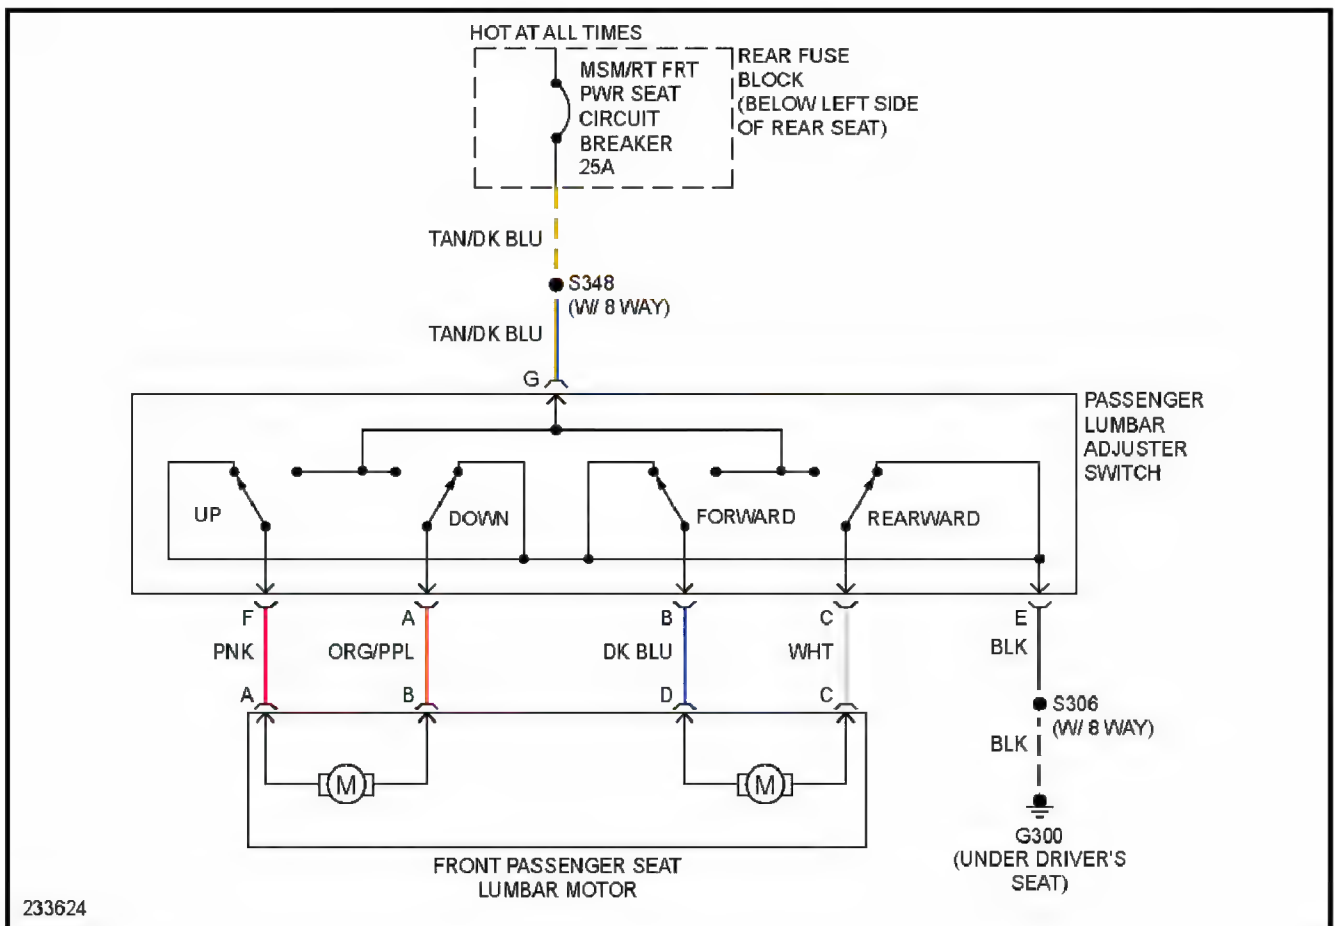 HOT AT ALL TIMES
MSM/RT FRT
PWR SEAT
CIRCUIT
BREAKER
25A
REAR FUSE
BLOCK
(BELOW LEFT SIDE
OF REAR SEAT)
TAN/DK BLU
S348
(W/ 8 WAY)
TAN/DK BLU
G
PASSENGER
LUMBAR
ADJUSTER
SWITCH
UP
DOWN
FORWARD
REARWARD
F
A
B
C
E
PNK
ORG/PPL
DK BLU
WHT
BLK
A
B
D
C
S306
(W/ 8 WAY)
BLK
M
M
G300
(UNDER DRIVER'S
SEAT)
FRONT PASSENGER SEAT
LUMBAR MOTOR
233624